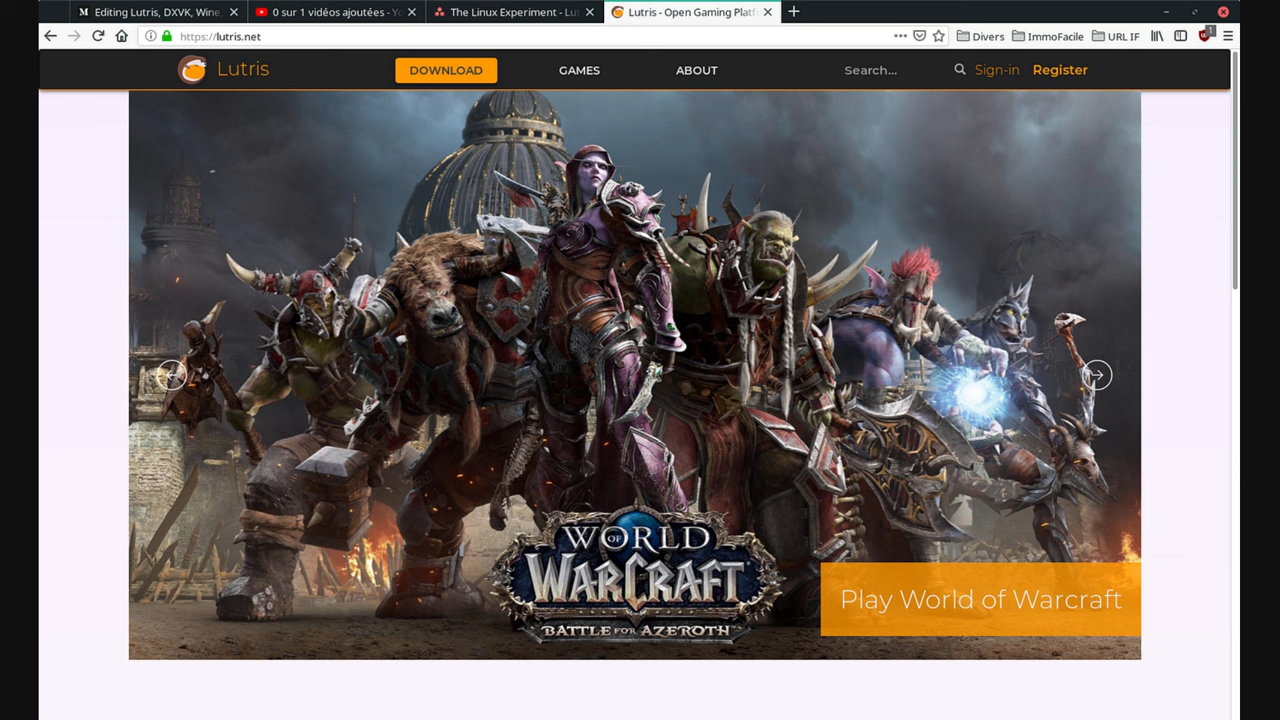 Editing Lutris, DXVK, Wine,
0 sur 1 vidéos ajoutées - Yo
The Linux Experiment - Lut
Lutris - Open Gaming Platf
https://lutris.net
Divers
ImmoFacile
URL IF
1
Lutris
DOWNLOAD
GAMES
ABOUT
Search...
Sign-in
Register
WORLD
OF
WARCRAFT
BATTLE FOR AZEROTH
Play World of Warcraft